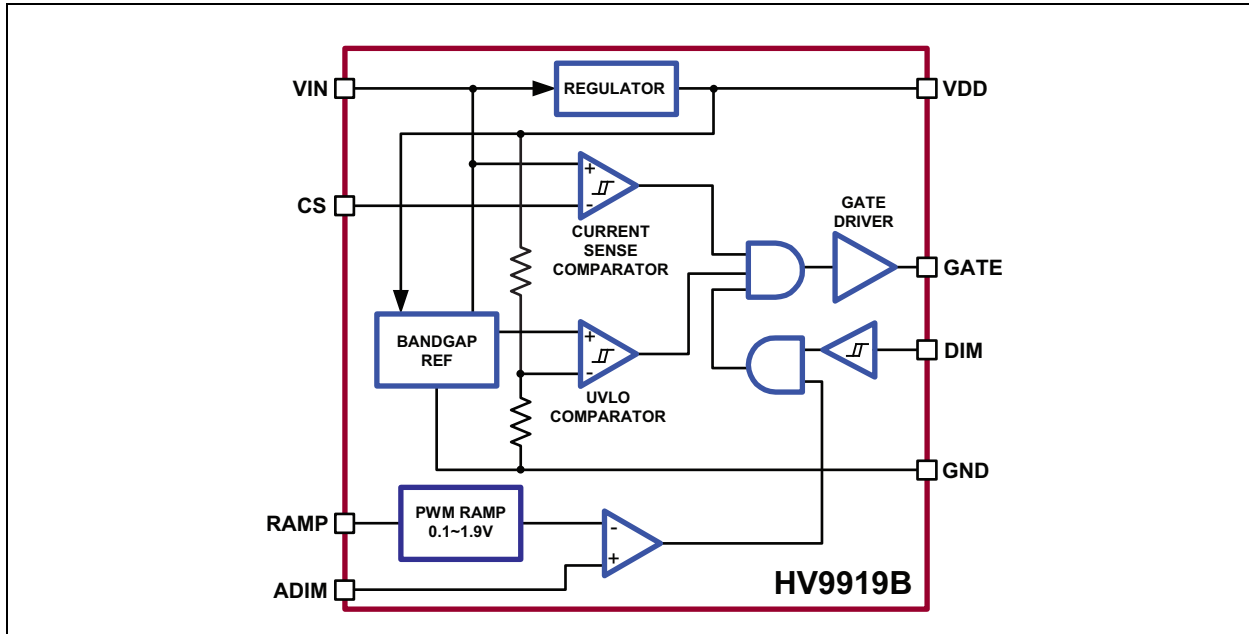 VIN
REGULATOR
VDD
+
-
CS
CURRENT
SENSE
COMPARATOR
GATE
DRIVER
GATE
BANDGAP
REF
+
-
UVLO
COMPARATOR
DIM
GND
RAMP
PWM RAMP
0.1~1.9V
-
+
ADIM
HV9919B